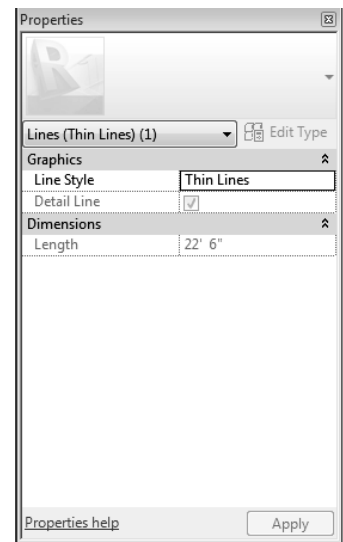 Properties
Lines (Thin Lines) (1)
Edit Type
Graphics
Line Style Thin Lines
Detail Line
Dimensions
Length 22' 6"
Properties help Apply